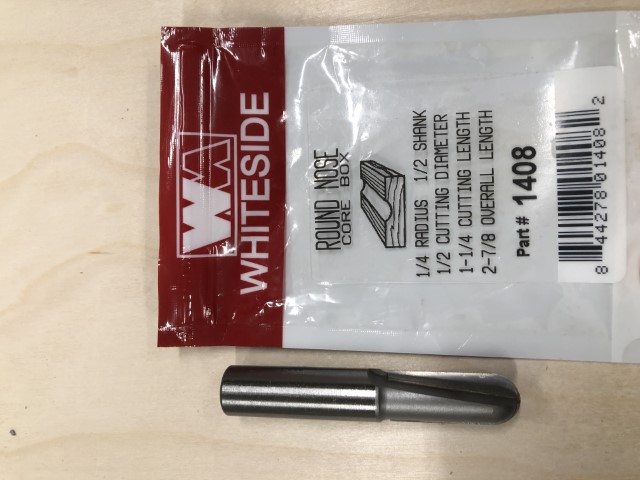 WHITESIDE
ROUND NOSE
CORE BOX
1/4 RADIUS 1/2 SHANK
1/2 CUTTING DIAMETER
1-1/4 CUTTING LENGTH
2-7/8 OVERALL LENGTH
Part # 1408
8 44278 01408 2